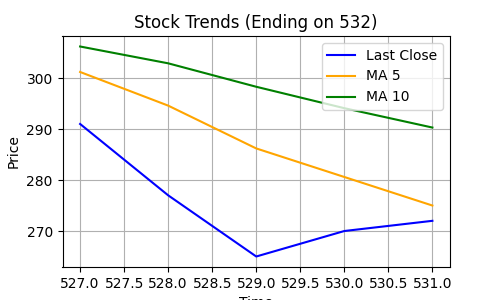 Stock Trends (Ending on 532)
Last Close
MA 5
MA 10
Price
300
290
280
270
527.0 527.5 528.0 528.5 529.0 529.5 530.0 530.5 531.0
Time